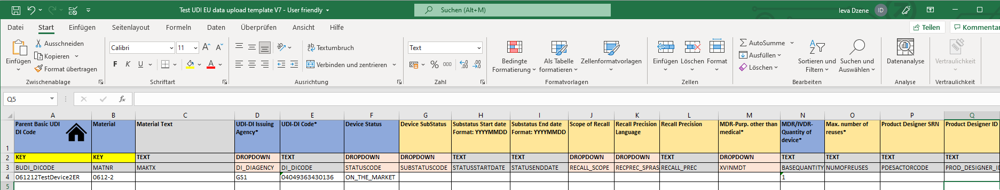 Test UDI EU data upload template V7 - User friendly
Suchen (Alt+M)
Ieva Dzene
ID
Datei Start Einfügen Seitenlayout Formeln Daten Überprüfen Ansicht Hilfe
Teilen
Kommentar
Einfügen
Ausschneiden
Kopieren
Format übertragen
Zwischenablage
Calibri 11
F K U
Schriftart
Textumbruch
Verbinden und zentrieren
Ausrichtung
Text
% 000
Zahl
Bedingte Formatierung
Als Tabelle formatieren
Zellenformatvorlagen
Formatvorlagen
Einfügen Löschen Format
Zellen
AutoSumme
Ausfüllen
Löschen
Sortieren und Filtern
Suchen und Auswählen
Bearbeiten
Datenanalyse
Analyse
Vertraulichkeit
Vertraulichkeit
Q5
fx
A B C D E F G H I J K L M N O P Q
1
Parent Basic UDI DI Code
Material
Material Text
UDI-DI Issuing Agency*
UDI-DI Code*
Device Status
Device SubStatus
Substatus Start date Format: YYYYMMDD
Substatus End date Format: YYYYMMDD
Scope of Recall
Recall Precision Language
Recall Precision
MDR-Purp. other than medical*
MDR/IVDR-Quantity of device*
Max. number of reuses*
Product Designer SRN
Product Designer ID
2 KEY KEY TEXT DROPDOWN TEXT DROPDOWN DROPDOWN TEXT TEXT DROPDOWN DROPDOWN TEXT DROPDOWN TEXT TEXT TEXT TEXT
3 BUDI_DICODE MATNR MAKTX DI_DIAGENCY DI_DICODE STATUSCODE SUBSTATUSCODE STATUSSTARTDATE STATUSENDDATE RECALL_SCOPE RECPREC_SPRAS RECALL_PREC XVINMDT BASEQUANTITY NUMOFREUSES PDESACTORCODE PROD_DESIGNER_ID
4 061212TestDevice2ER 0612-2 GS1 04049363430136 ON_THE_MARKET 1
5